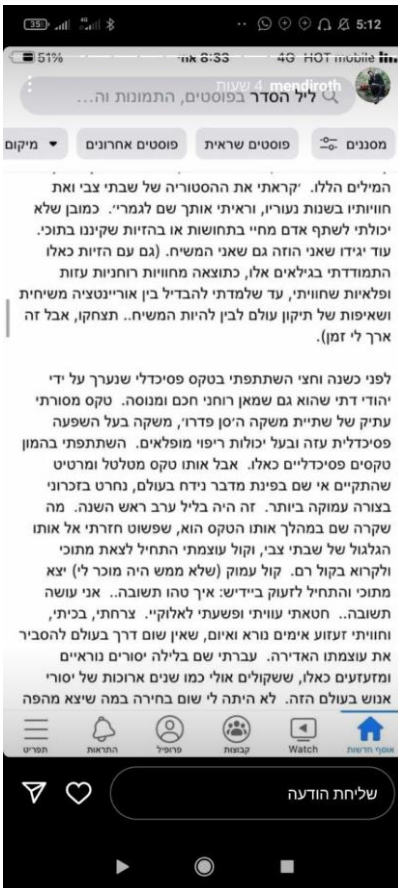 35 5:12
51% 8:33 אח׳ 4G HOT mobile
mendiroth 4 שעות
ליל הסדר בפוסטים, התמונות וה...
מסננים פוסטים שראית פוסטים אחרונים מיקום
המילים הללו. 'קראתי את ההסטוריה של שבתי צבי ואת
חוויותיו בשנות נעוריו, וראיתי אותך שם לגמרי'. כמובן שלא
יכולתי לשתף אדם מחיי בתחושות או בהזיות שקיננו בתוכי.
עוד יגידו שאני הוזה גם שאני המשיח. (גם עם הזיות כאלו
התמודדתי בגילאים אלו, כתוצאה מחוויות רוחניות עזות
ופלאיות שחוויתי, עד שלמדתי להבדיל בין אוריינטציה משיחית
ושאיפות של תיקון עולם לבין להיות המשיח.. תצחקו, אבל זה
ארך לי זמן).
לפני כשנה וחצי השתתפתי בטקס פסיכדלי שנערך על ידי
יהודי דתי שהוא גם שמאן רוחני חכם ומנוסה. טקס מסורתי
עתיק של שתיית משקה ה'סן פדרו', משקה בעל השפעה
פסיכדלית עזה ובעל יכולות ריפוי מופלאים. השתתפתי בהמון
טקסים פסיכדליים כאלו. אבל אותו טקס מטלטל ומרטיט
שהתקיים אי שם בפינת מדבר נידח בעולם, נחרט בזכרוני
בצורה עמוקה ביותר. זה היה בליל ערב ראש השנה. מה
שקרה שם במהלך אותו הטקס הוא, שפשוט חזרתי אל אותו
הגלגול של שבתי צבי, וקול עוצמתי התחיל לצאת מתוכי
ולקרוא בקול רם. קול עמוק (שלא ממש היה מוכר לי) יצא
מתוכי והתחיל לזעוק ביידיש: איך טהו תשובה.. אני עושה
תשובה.. חטאתי עוויתי ופשעתי לאלוקיי. צרחתי, בכיתי,
וחוויתי זעזוע אימים נורא ואיום, שאין שום דרך בעולם להסביר
את עוצמתו האדירה. עברתי שם בלילה יסורים נוראיים
ומזעזעים כאלו, ששקולים אולי כמו שנים ארוכות של יסורי
אנוש בעולם הזה. לא היתה לי שום בחירה במה שיצא מהפה
אוסף חדשות Watch קבוצות פרופיל התראות תפריט
שליחת הודעה